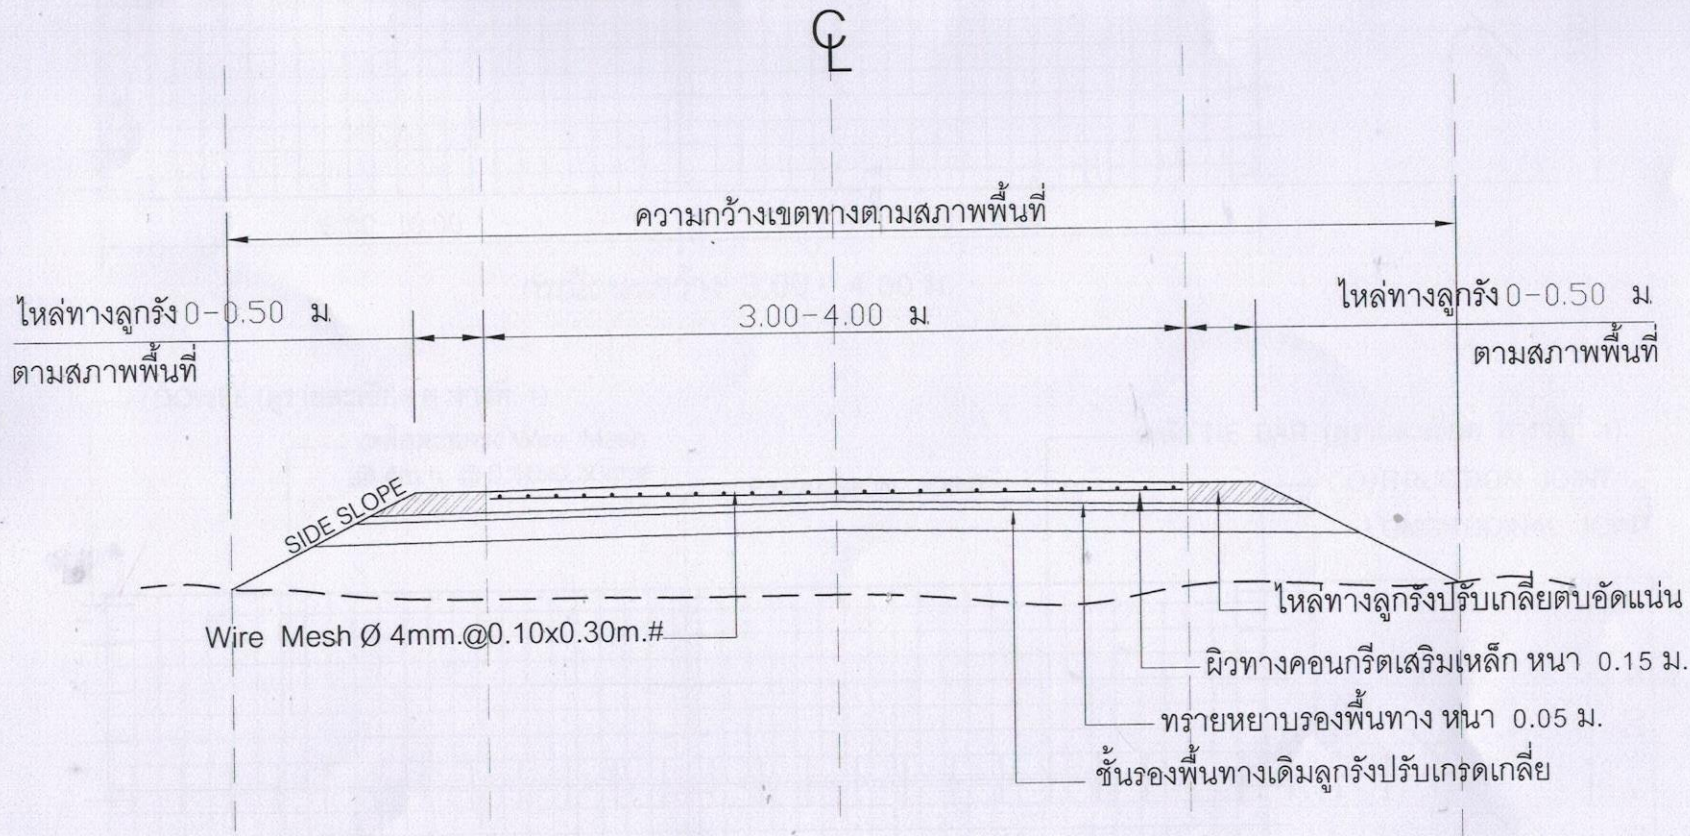 CL
ความกว้างเขตทางตามสภาพพื้นที่
ไหล่ทางลูกรัง 0-0.50 ม.
ตามสภาพพื้นที่
3.00-4.00 ม.
ไหล่ทางลูกรัง 0-0.50 ม.
ตามสภาพพื้นที่
SIDE SLOPE
Wire Mesh Ø 4mm.@0.10x0.30m.#
ไหล่ทางลูกรังปรับเกลี่ยตบอัดแน่น
ผิวทางคอนกรีตเสริมเหล็ก หนา 0.15 ม.
ทรายหยาบรองพื้นทาง หนา 0.05 ม.
ชั้นรองพื้นทางเดิมลูกรังปรับเกรดเกลี่ย